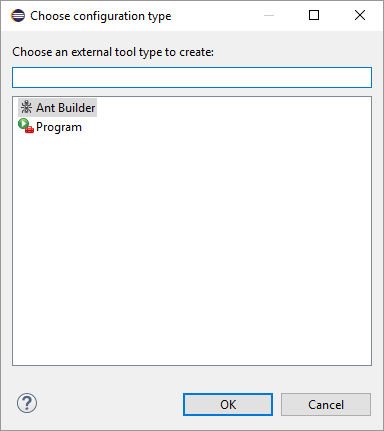 Choose configuration type
Choose an external tool type to create:
Ant Builder
Program
?
OK
Cancel